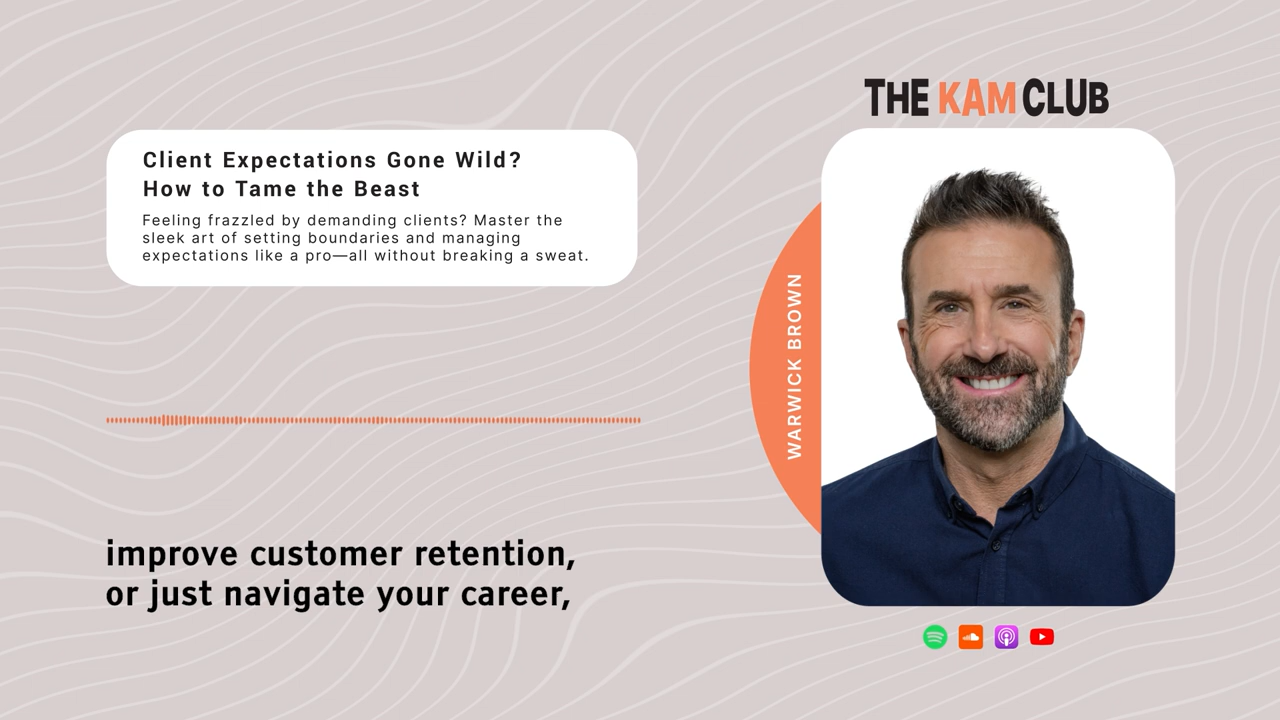 THE KAM CLUB
Client Expectations Gone Wild?
How to Tame the Beast
Feeling frazzled by demanding clients? Master the
sleek art of setting boundaries and managing
expectations like a pro—all without breaking a sweat.
WARWICK BROWN
improve customer retention,
or just navigate your career,